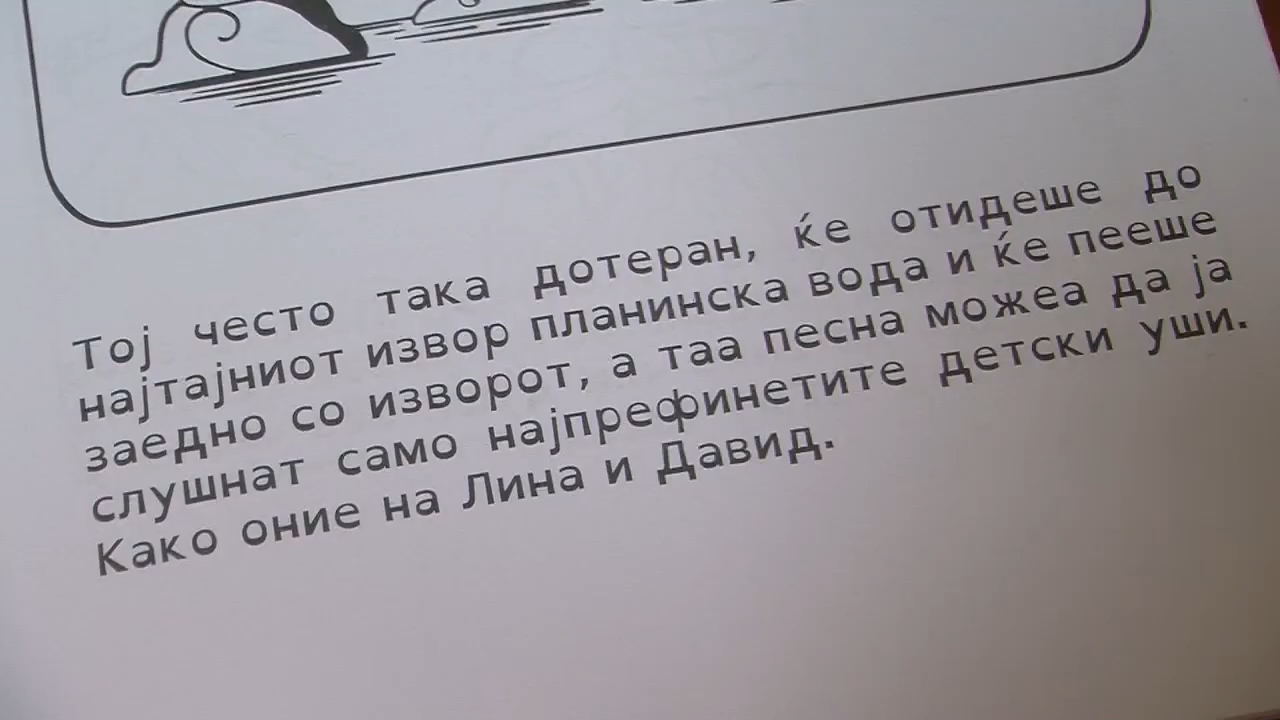 Тој често така дотеран, ќе отидеше до
најтајниот извор планинска вода и ќе пееше
заедно со изворот, а таа песна можеа да ја
слушнат само најпрефинетите детски уши.
Како оние на Лина и Давид.